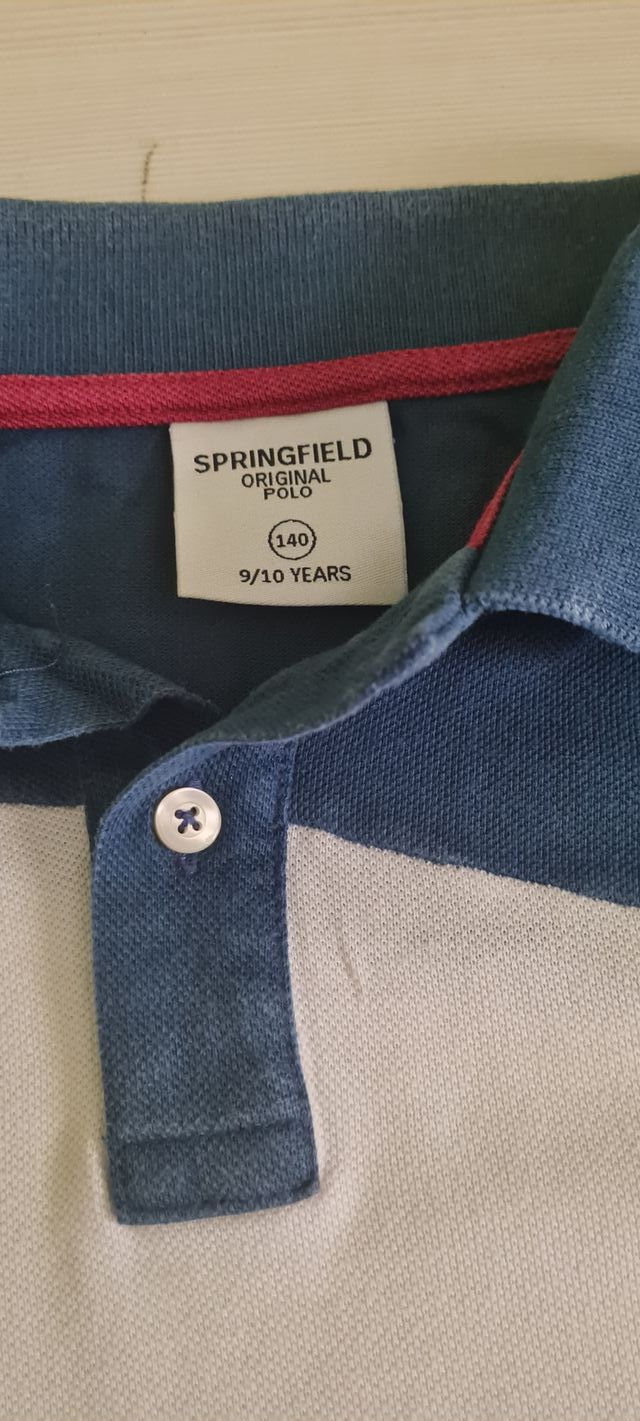 SPRINGFIELD
ORIGINAL
POLO
140
9/10 YEARS